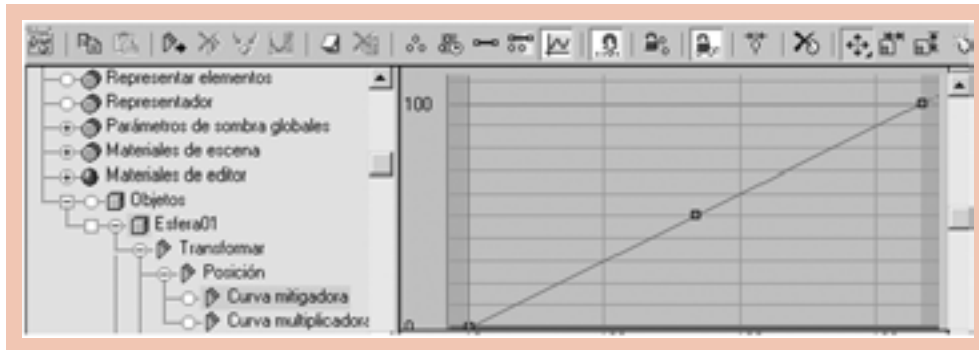 Representar elementos
Representador
Parámetros de sombra globales
Materiales de escena
Materiales de editor
Objetos
Esfera01
Transformar
Posición
Curva mitigadora
Curva multiplicadora
100
0